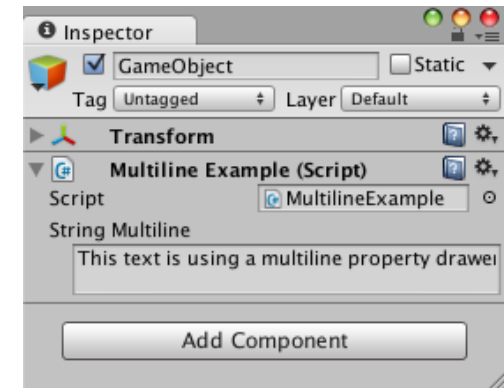 Inspector
GameObject Static
Tag Untagged Layer Default
Transform
C# Multiline Example (Script)
Script MultilineExample
String Multiline
This text is using a multiline property drawer
Add Component